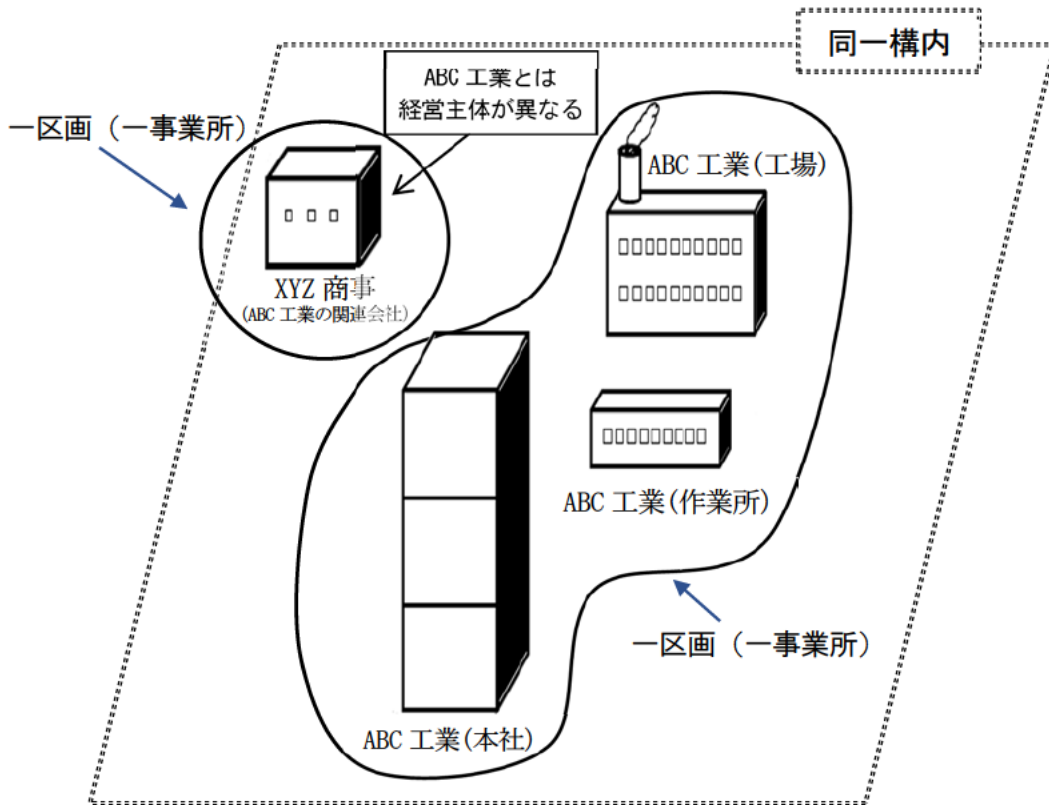 同一構内
ABC 工業とは
経営主体が異なる
一区画（一事業所）
ABC 工業(工場)
XYZ 商事
(ABC 工業の関連会社)
ABC 工業(作業所)
一区画（一事業所）
ABC 工業(本社)